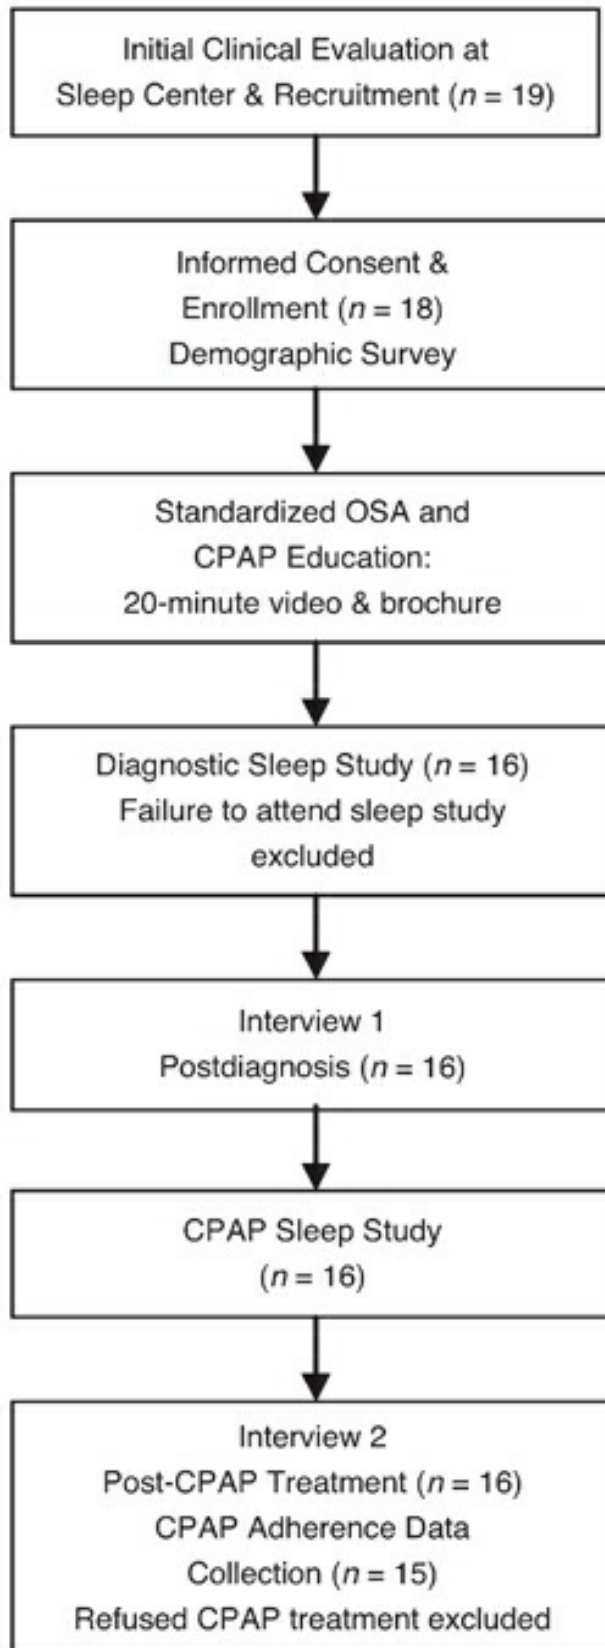 Initial Clinical Evaluation at
Sleep Center & Recruitment (n = 19)
Informed Consent &
Enrollment (n = 18)
Demographic Survey
Standardized OSA and
CPAP Education:
20-minute video & brochure
Diagnostic Sleep Study (n = 16)
Failure to attend sleep study
excluded
Interview 1
Postdiagnosis (n = 16)
CPAP Sleep Study
(n = 16)
Interview 2
Post-CPAP Treatment (n = 16)
CPAP Adherence Data
Collection (n = 15)
Refused CPAP treatment excluded